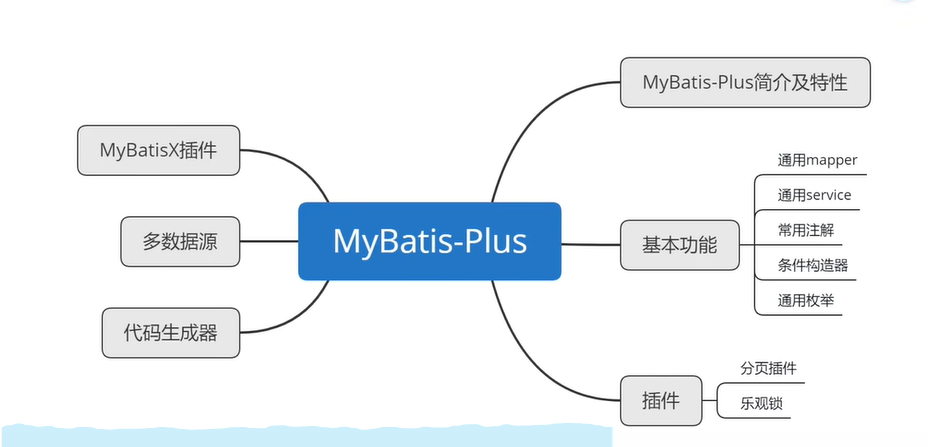 MyBatis-Plus
MyBatis-Plus简介及特性
基本功能
通用mapper
通用service
常用注解
条件构造器
通用枚举
插件
分页插件
乐观锁
MyBatisX插件
多数据源
代码生成器